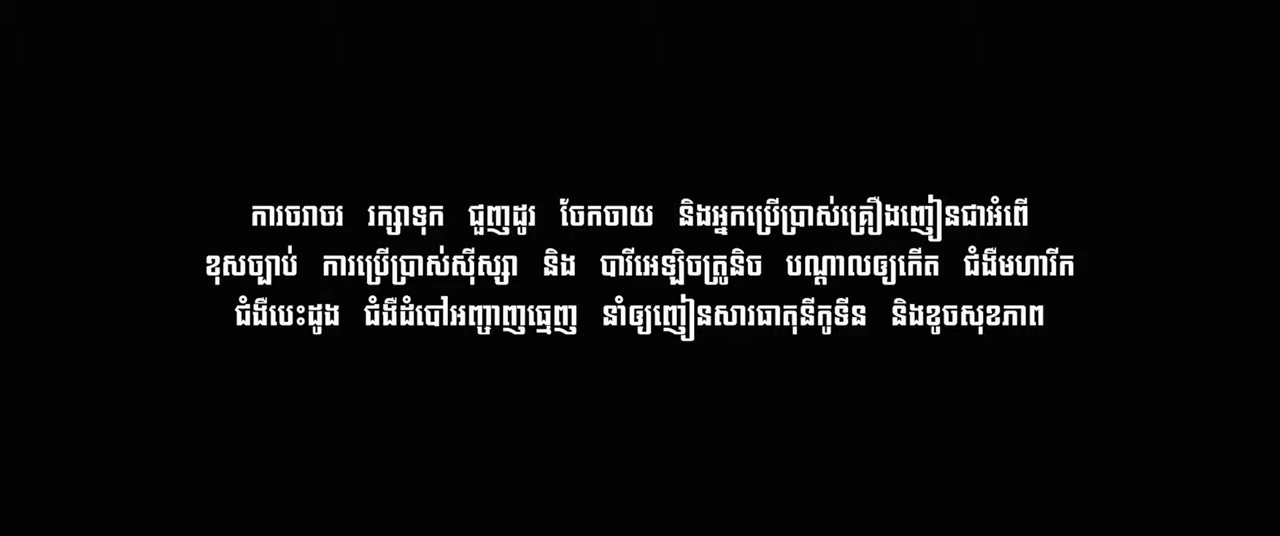 ការចរាចរ រក្សាទុក ជួញដូរ ចែកចាយ និងអ្នកប្រើប្រាស់គ្រឿងញៀនជាអំពើ
ខុសច្បាប់ ការប្រើប្រាស់ស៊ីស្សា និង បារីអេឡិចត្រូនិច បណ្តាលឲ្យកើត ជំងឺមហារីក
ជំងឺបេះដូង ជំងឺដំបៅអញ្ចាញធ្មេញ នាំឲ្យញៀនសារធាតុនីកូទីន និងខូចសុខភាព